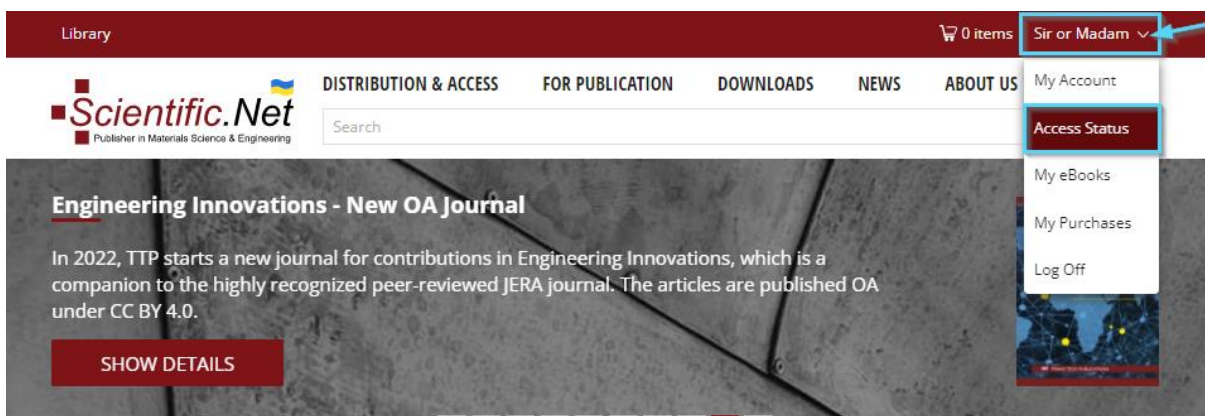 Library
0 items
Sir or Madam
DISTRIBUTION & ACCESS
FOR PUBLICATION
DOWNLOADS
NEWS
ABOUT US
Scientific.Net
Publisher in Materials Science & Engineering
Search
My Account
Access Status
My eBooks
My Purchases
Log Off
Engineering Innovations - New OA Journal
In 2022, TTP starts a new journal for contributions in Engineering Innovations, which is a
companion to the highly recognized peer-reviewed JERA journal. The articles are published OA
under CC BY 4.0.
SHOW DETAILS